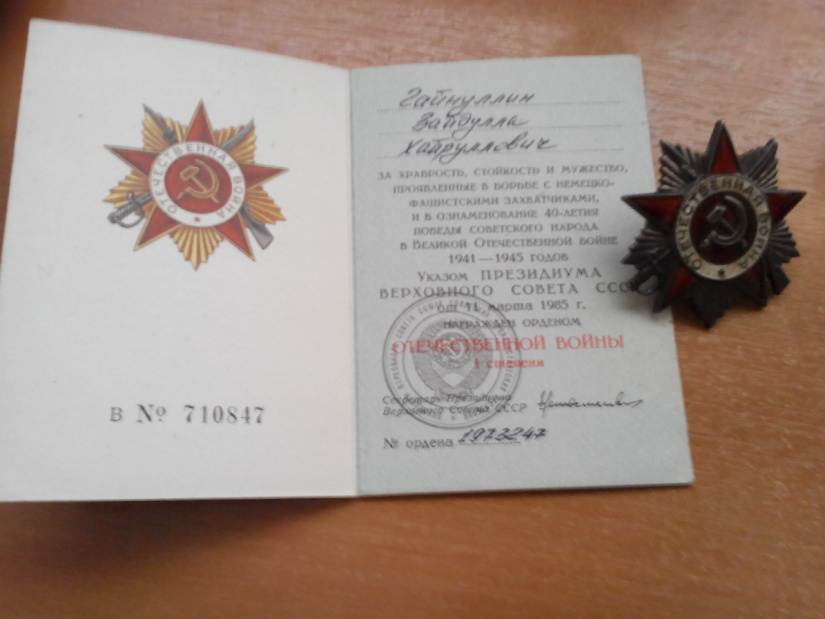 ОТЕЧЕСТВЕННАЯ ВОЙНА
В № 710847
Гайнуллин
Зайдулла
Хайруллович
ЗА ХРАБРОСТЬ, СТОЙКОСТЬ И МУЖЕСТВО,
ПРОЯВЛЕННЫЕ В БОРЬБЕ С НЕМЕЦКО-
ФАШИСТСКИМИ ЗАХВАТЧИКАМИ,
И В ОЗНАМЕНОВАНИЕ 40-ЛЕТИЯ
ПОБЕДЫ СОВЕТСКОГО НАРОДА
В ВЕЛИКОЙ ОТЕЧЕСТВЕННОЙ ВОЙНЕ
1941—1945 ГОДОВ
УКАЗОМ ПРЕЗИДИУМА
ВЕРХОВНОГО СОВЕТА СССР
от 11 марта 1985 г.
НАГРАЖДЕН ОРДЕНОМ
ОТЕЧЕСТВЕННОЙ ВОЙНЫ
I степени
Секретарь Президиума
Верховного Совета СССР
№ ордена 1973247
ОТЕЧЕСТВЕННАЯ ВОЙНА